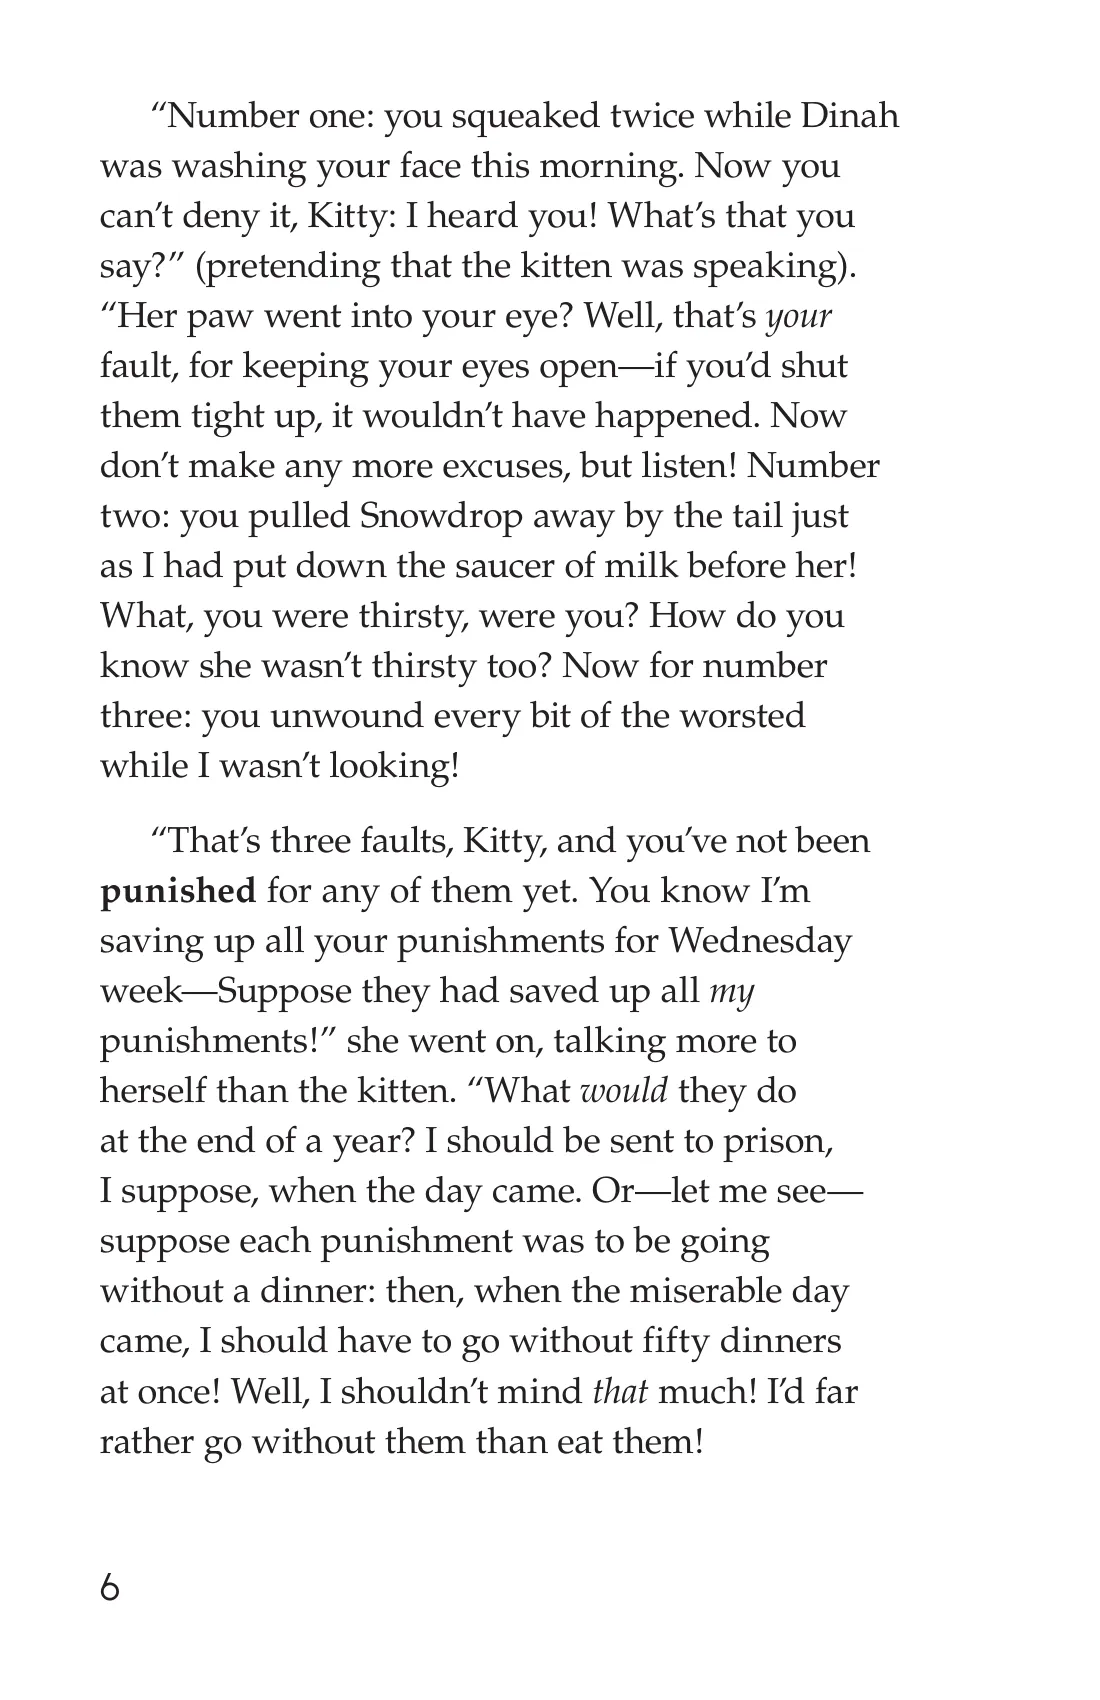 “Number one: you squeaked twice while Dinah
was washing your face this morning. Now you
can’t deny it, Kitty: I heard you! What’s that you
say?” (pretending that the kitten was speaking).
“Her paw went into your eye? Well, that’s your
fault, for keeping your eyes open—if you’d shut
them tight up, it wouldn’t have happened. Now
don’t make any more excuses, but listen! Number
two: you pulled Snowdrop away by the tail just
as I had put down the saucer of milk before her!
What, you were thirsty, were you? How do you
know she wasn’t thirsty too? Now for number
three: you unwound every bit of the worsted
while I wasn’t looking!
“That’s three faults, Kitty, and you’ve not been
punished for any of them yet. You know I’m
saving up all your punishments for Wednesday
week—Suppose they had saved up all my
punishments!” she went on, talking more to
herself than the kitten. “What would they do
at the end of a year? I should be sent to prison,
I suppose, when the day came. Or—let me see—
suppose each punishment was to be going
without a dinner: then, when the miserable day
came, I should have to go without fifty dinners
at once! Well, I shouldn’t mind that much! I’d far
rather go without them than eat them!
6